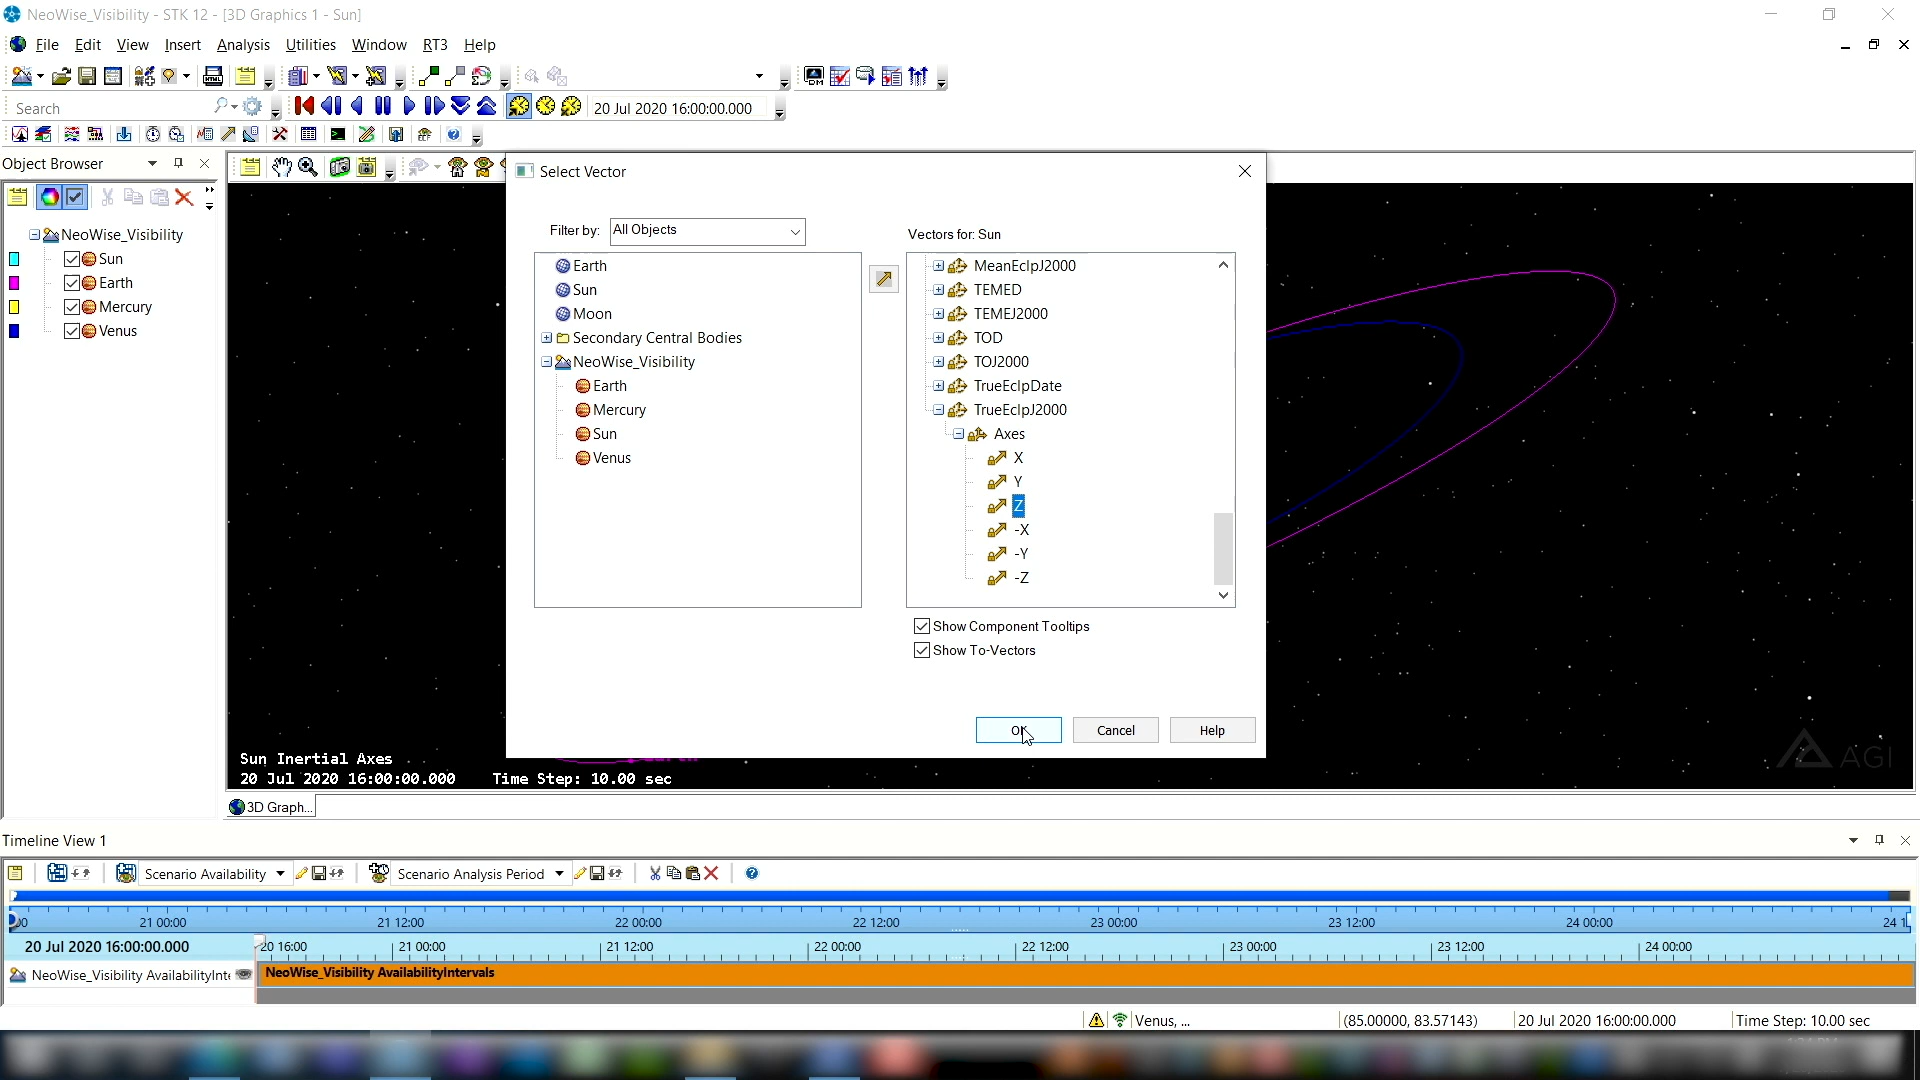 NeoWise_Visibility - STK 12 - [3D Graphics 1 - Sun]
File Edit View Insert Analysis Utilities Window RT3 Help
Search
20 Jul 2020 16:00:00.000
Object Browser
NeoWise_Visibility
Sun
Earth
Mercury
Venus
Select Vector
Filter by: All Objects
Vectors for: Sun
Earth
Sun
Moon
Secondary Central Bodies
NeoWise_Visibility
Earth
Mercury
Sun
Venus
MeanEclpJ2000
TEMED
TEMEJ2000
TOD
TOJ2000
TrueEclpDate
TrueEclpJ2000
Axes
X
Y
Z
-X
-Y
-Z
Show Component Tooltips
Show To-Vectors
OK Cancel Help
Sun Inertial Axes
20 Jul 2020 16:00:00.000 Time Step: 10.00 sec
AGI
3D Graph...
Timeline View 1
Scenario Availability Scenario Analysis Period
21 00:00 21 12:00 22 00:00 22 12:00 23 00:00 23 12:00 24 00:00
20 Jul 2020 16:00:00.000 20 16:00 21 00:00 21 12:00 22 00:00 22 12:00 23 00:00 23 12:00 24 00:00
NeoWise_Visibility AvailabilityInte NeoWise_Visibility AvailabilityIntervals
Venus, ... (85.00000, 83.57143) 20 Jul 2020 16:00:00.000 Time Step: 10.00 sec